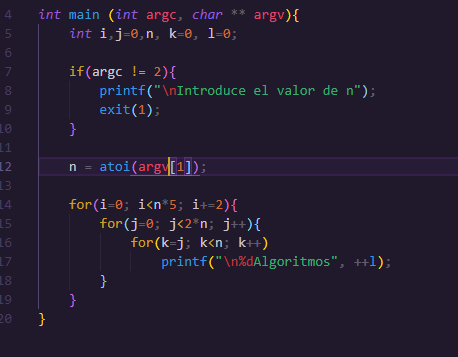 4 int main (int argc, char ** argv){
5 int i,j=0,n, k=0, l=0;
6
7 if(argc != 2){
8 printf("\nIntroduce el valor de n");
9 exit(1);
10 }
11
12 n = atoi(argv[1]);
13
14 for(i=0; i<n*5; i+=2){
15 for(j=0; j<2*n; j++){
16 for(k=j; k<n; k++)
17 printf("\n%dAlgoritmos", ++l);
18 }
19 }
20 }